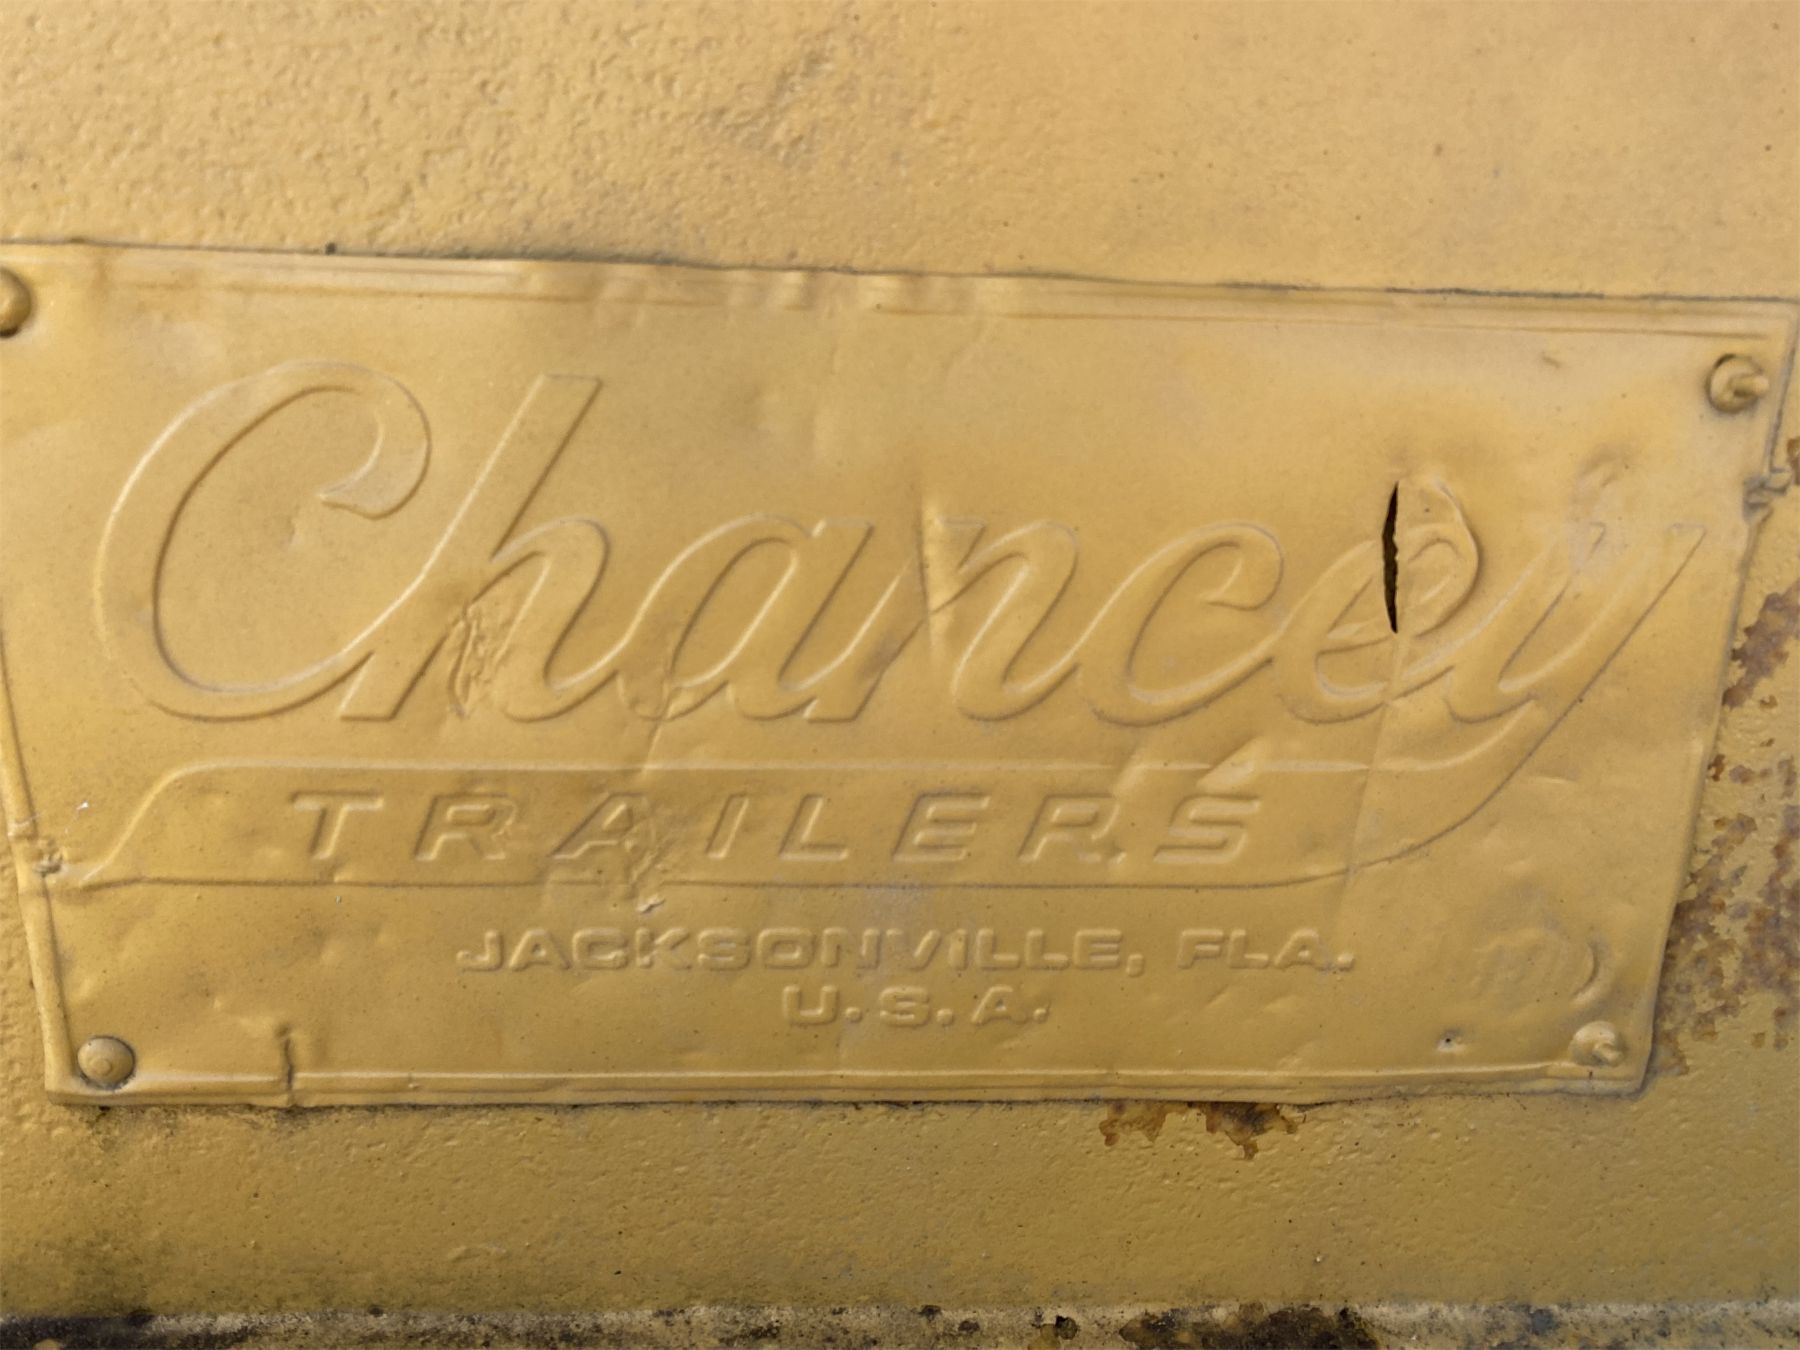 Chancey
TRAILERS
JACKSONVILLE, FLA.
U.S.A.